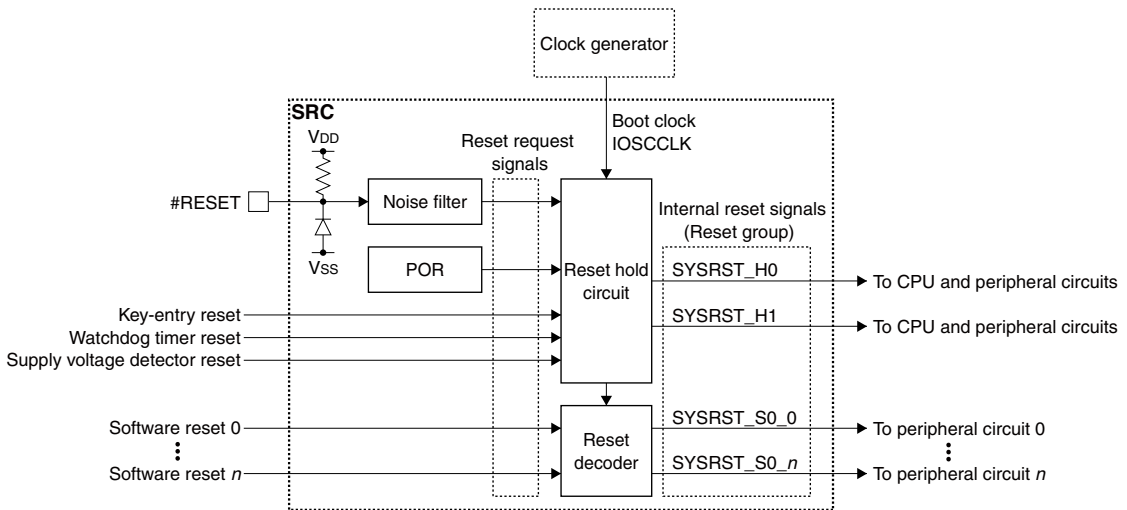 Clock generator
SRC
VDD
Boot clock
IOSCCLK
Reset request
signals
#RESET
Noise filter
Internal reset signals
(Reset group)
VSS
POR
Reset hold
circuit
SYSRST_H0
To CPU and peripheral circuits
Key-entry reset
SYSRST_H1
To CPU and peripheral circuits
Watchdog timer reset
Supply voltage detector reset
Software reset 0
Reset
decoder
SYSRST_S0_0
To peripheral circuit 0
Software reset n
SYSRST_S0_n
To peripheral circuit n